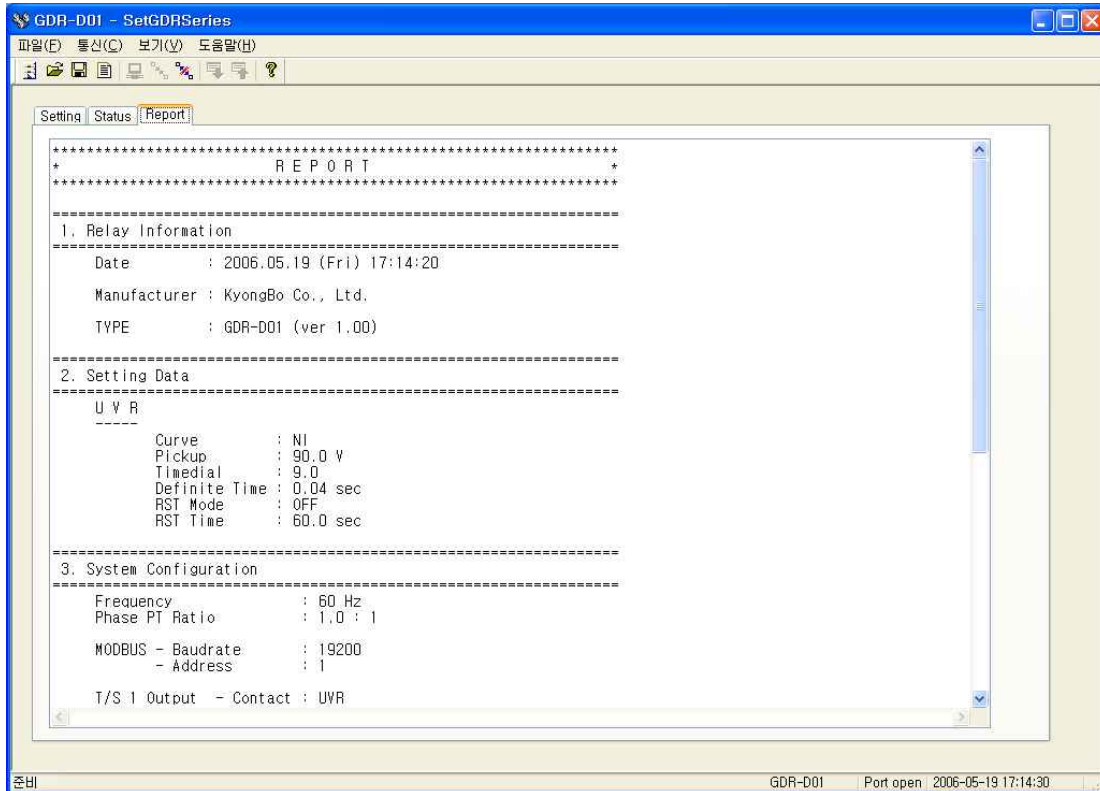 GDR-D01 - SetGDRSeries
파일(F) 통신(C) 보기(V) 도움말(H)
Setting Status Report
*****************************************************************
* R E P O R T *
*****************************************************************
=================================================================
1. Relay Information
=================================================================
Date : 2006.05.19 (Fri) 17:14:20
Manufacturer : KyongBo Co., Ltd.
TYPE : GDR-D01 (ver 1.00)
=================================================================
2. Setting Data
=================================================================
U V R
-----
Curve : NI
Pickup : 90.0 V
Timedial : 9.0
Definite Time : 0.04 sec
RST Mode : OFF
RST Time : 60.0 sec
=================================================================
3. System Configuration
=================================================================
Frequency : 60 Hz
Phase PT Ratio : 1.0 : 1
MODBUS - Baudrate : 19200
- Address : 1
T/S 1 Output - Contact : UVR
준비 GDR-D01 Port open 2006-05-19 17:14:30